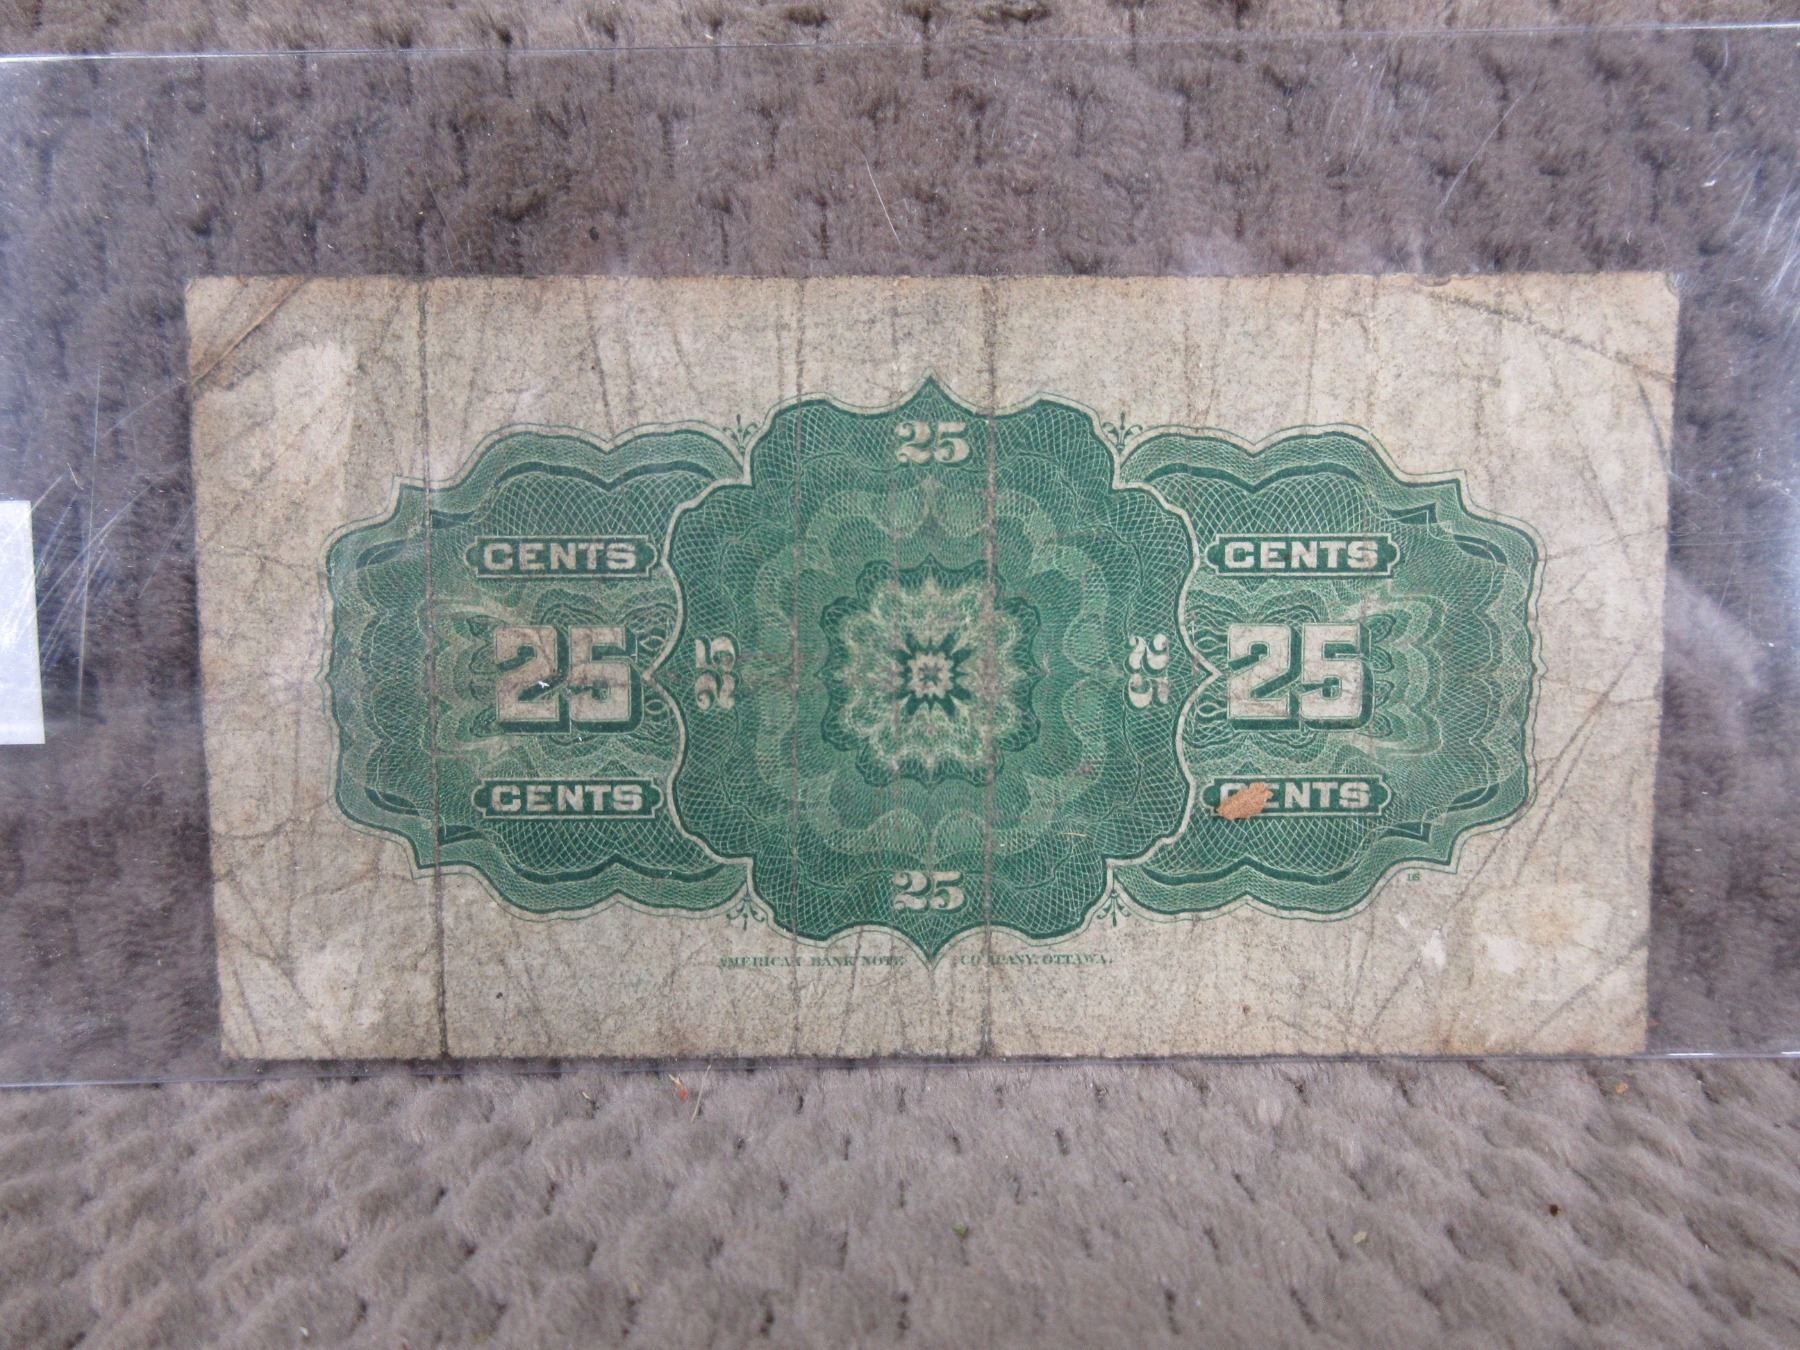 25
CENTS CENTS
25 25 25 25
CENTS CENTS
25
AMERICAN BANK NOTE COMPANY, OTTAWA.